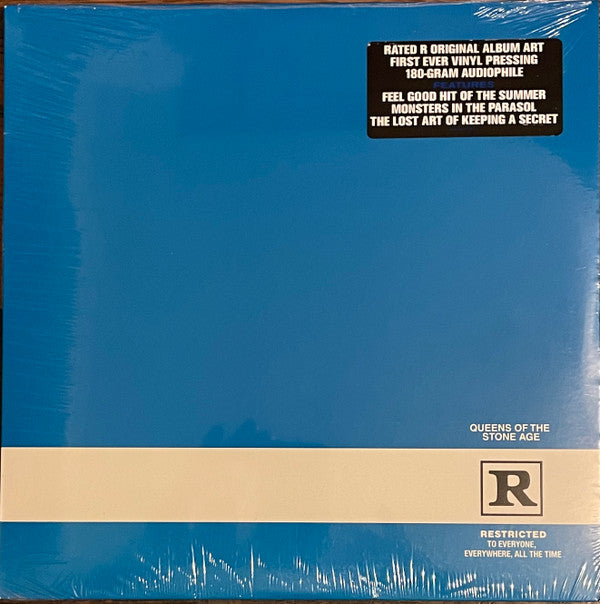 RATED R ORIGINAL ALBUM ART
FIRST EVER VINYL PRESSING
180-GRAM AUDIOPHILE
FEATURES
FEEL GOOD HIT OF THE SUMMER
MONSTERS IN THE PARASOL
THE LOST ART OF KEEPING A SECRET
QUEENS OF THE
STONE AGE
R
RESTRICTED
TO EVERYONE,
EVERYWHERE, ALL THE TIME